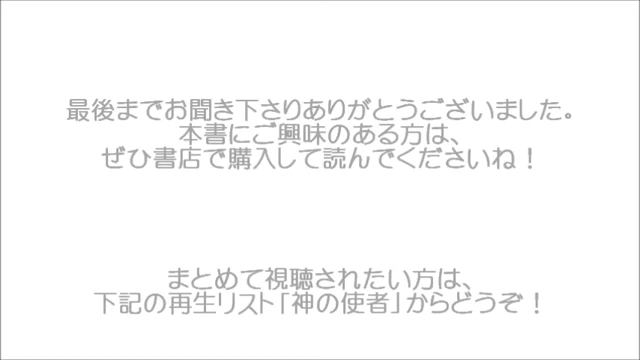 最後までお聞き下さりありがとうございました。
本書にご興味のある方は、
ぜひ書店で購入して読んでくださいね！
まとめて視聴されたい方は、
下記の再生リスト「神の使者」からどうぞ！